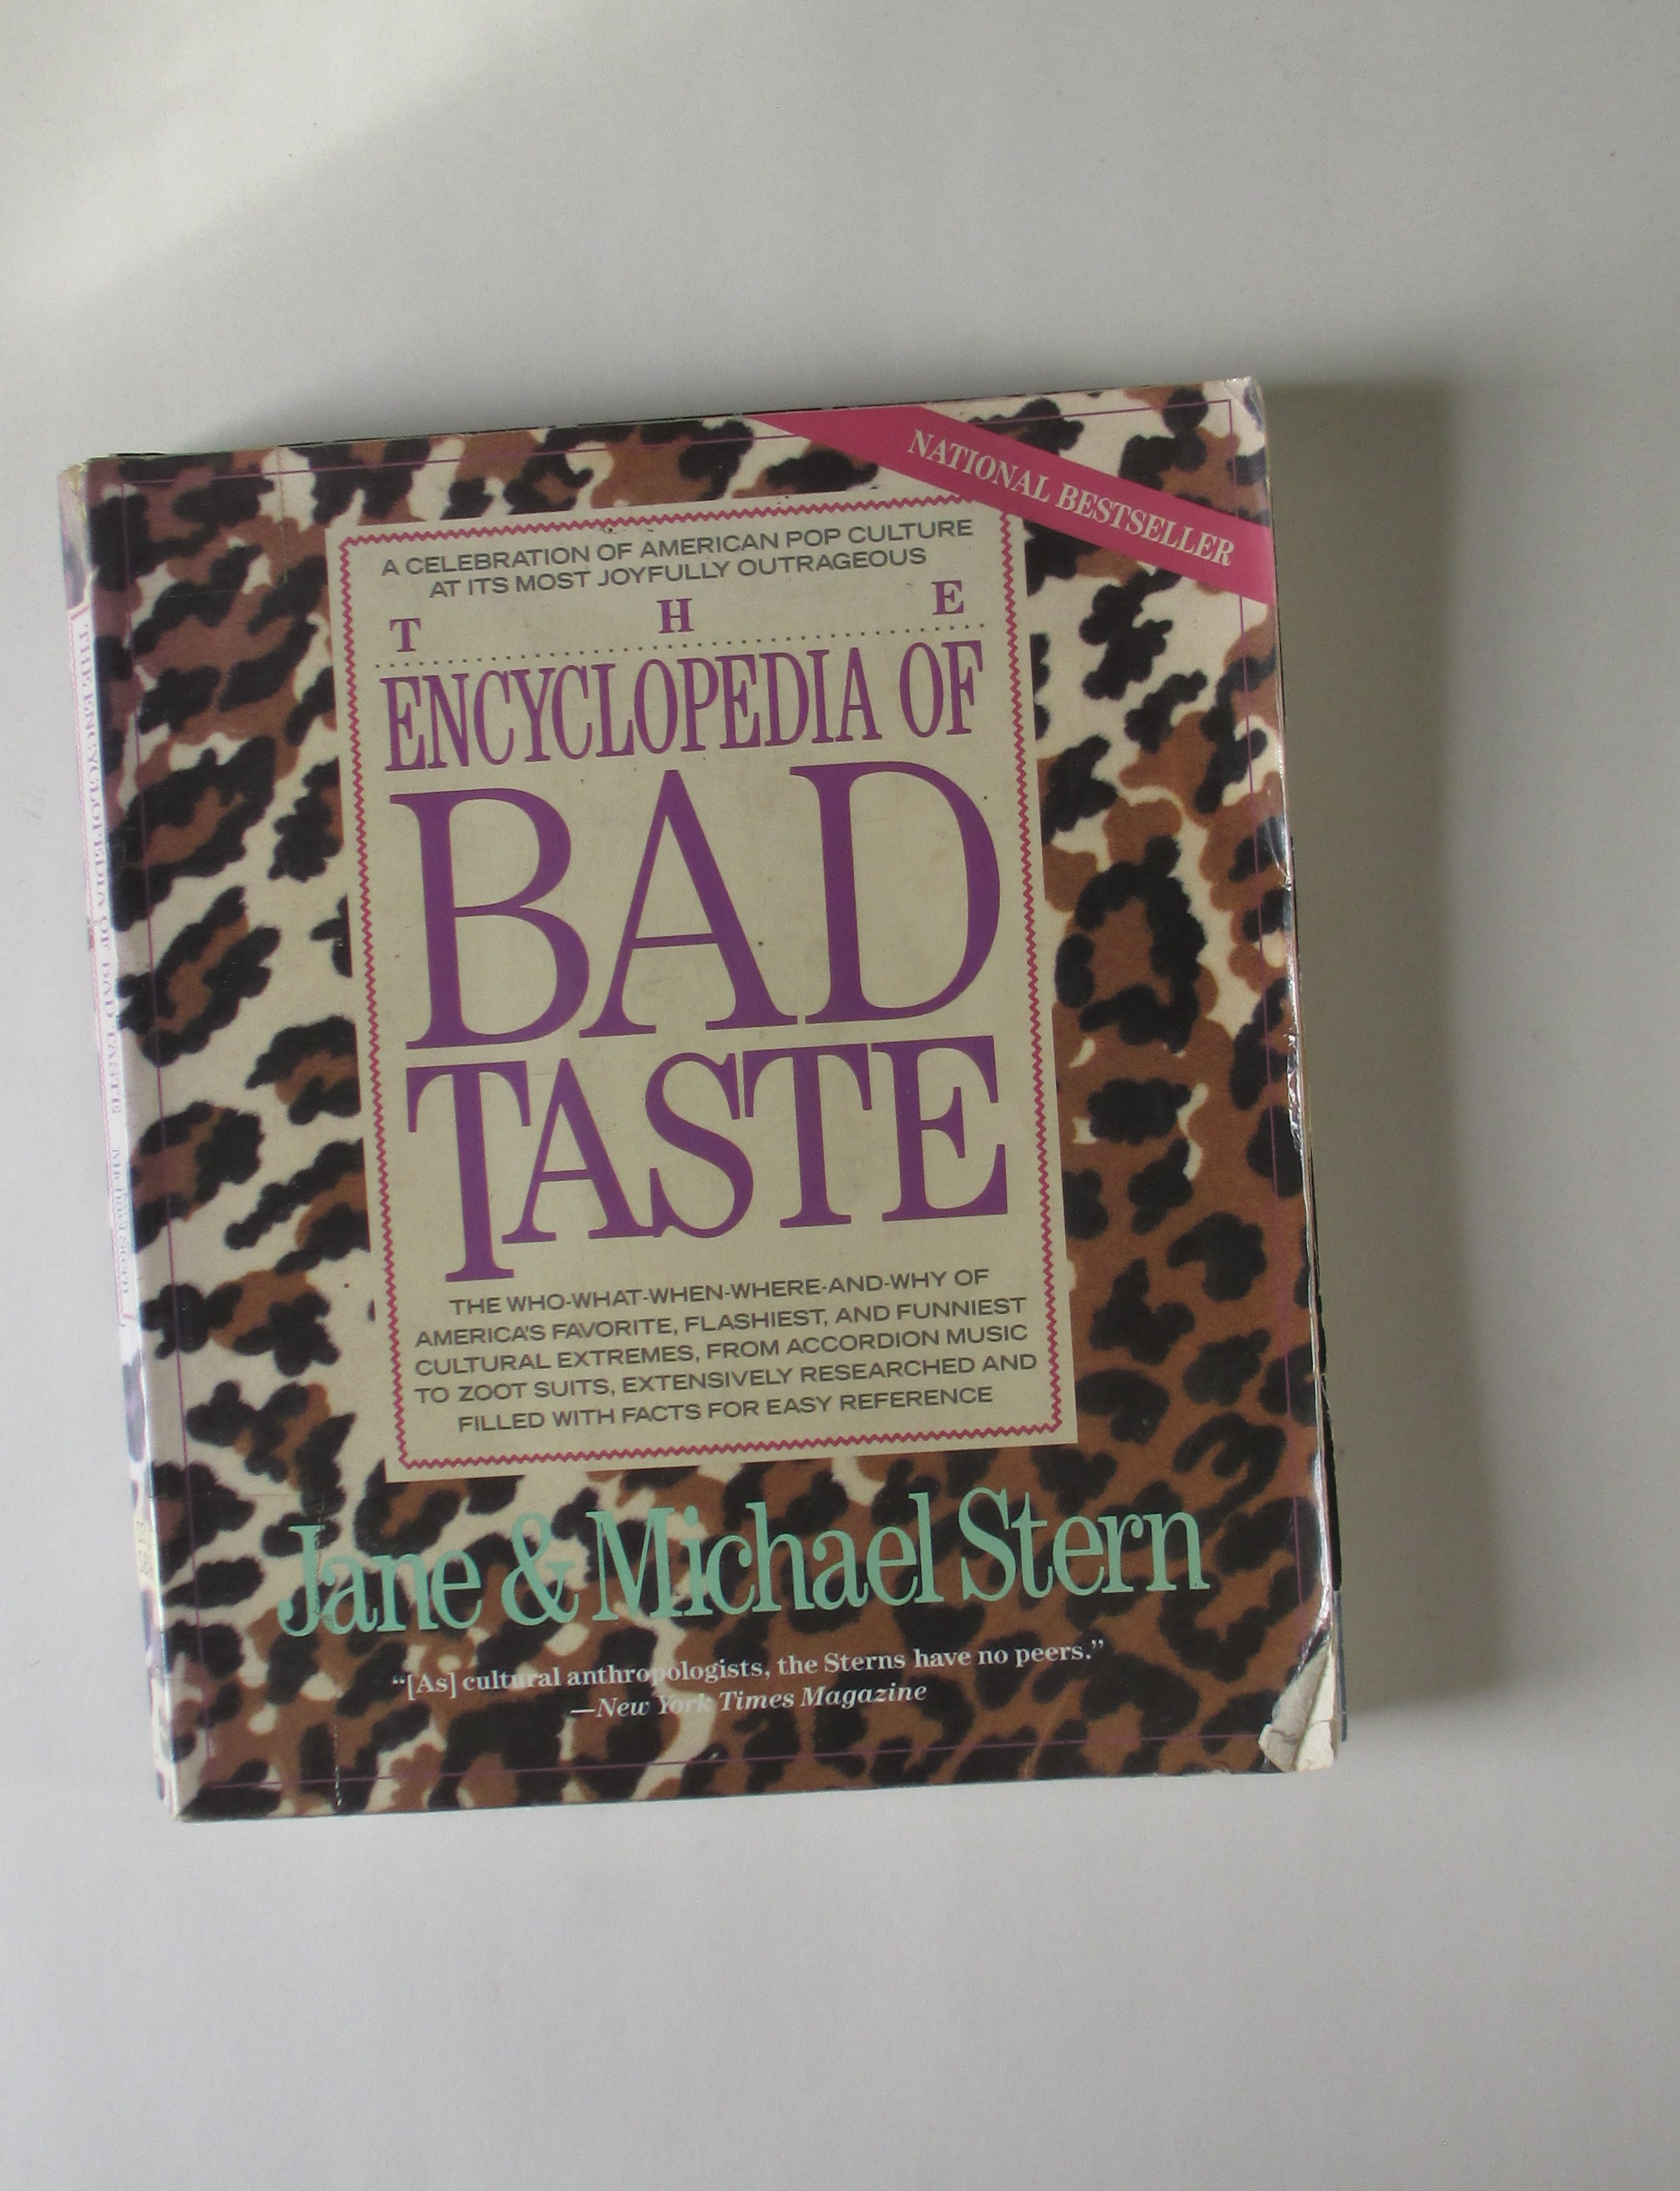 NATIONAL BESTSELLER
A CELEBRATION OF AMERICAN POP CULTURE
AT ITS MOST JOYFULLY OUTRAGEOUS
THE
ENCYCLOPEDIA OF
BAD
TASTE
THE WHO-WHAT-WHEN-WHERE-AND-WHY OF
AMERICA'S FAVORITE, FLASHIEST, AND FUNNIEST
CULTURAL EXTREMES, FROM ACCORDION MUSIC
TO ZOOT SUITS, EXTENSIVELY RESEARCHED AND
FILLED WITH FACTS FOR EASY REFERENCE
Jane & Michael Stern
“[As] cultural anthropologists, the Sterns have no peers.”
—New York Times Magazine
THE ENCYCLOPEDIA OF BAD TASTE